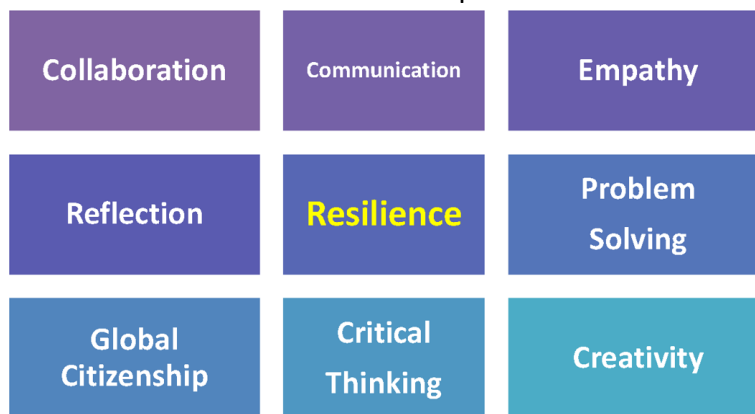 Collaboration
Communication
Empathy
Reflection
Resilience
Problem
Solving
Global
Citizenship
Critical
Thinking
Creativity